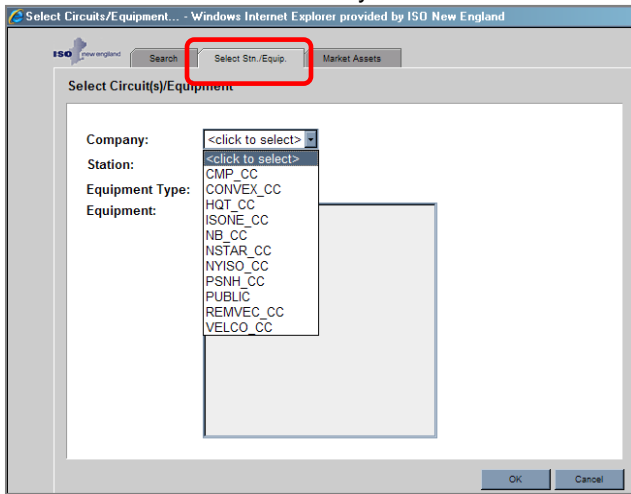 Select Circuits/Equipment... - Windows Internet Explorer provided by ISO New England
ISO new england Search Select Stn./Equip. Market Assets
Select Circuit(s)/Equipment
Company: <click to select>
<click to select>
Station:
CMP_CC
Equipment Type: CONVEX_CC
Equipment: HQT_CC
ISONE_CC
NB_CC
NSTAR_CC
NYISO_CC
PSNH_CC
PUBLIC
REMVEC_CC
VELCO_CC
OK Cancel